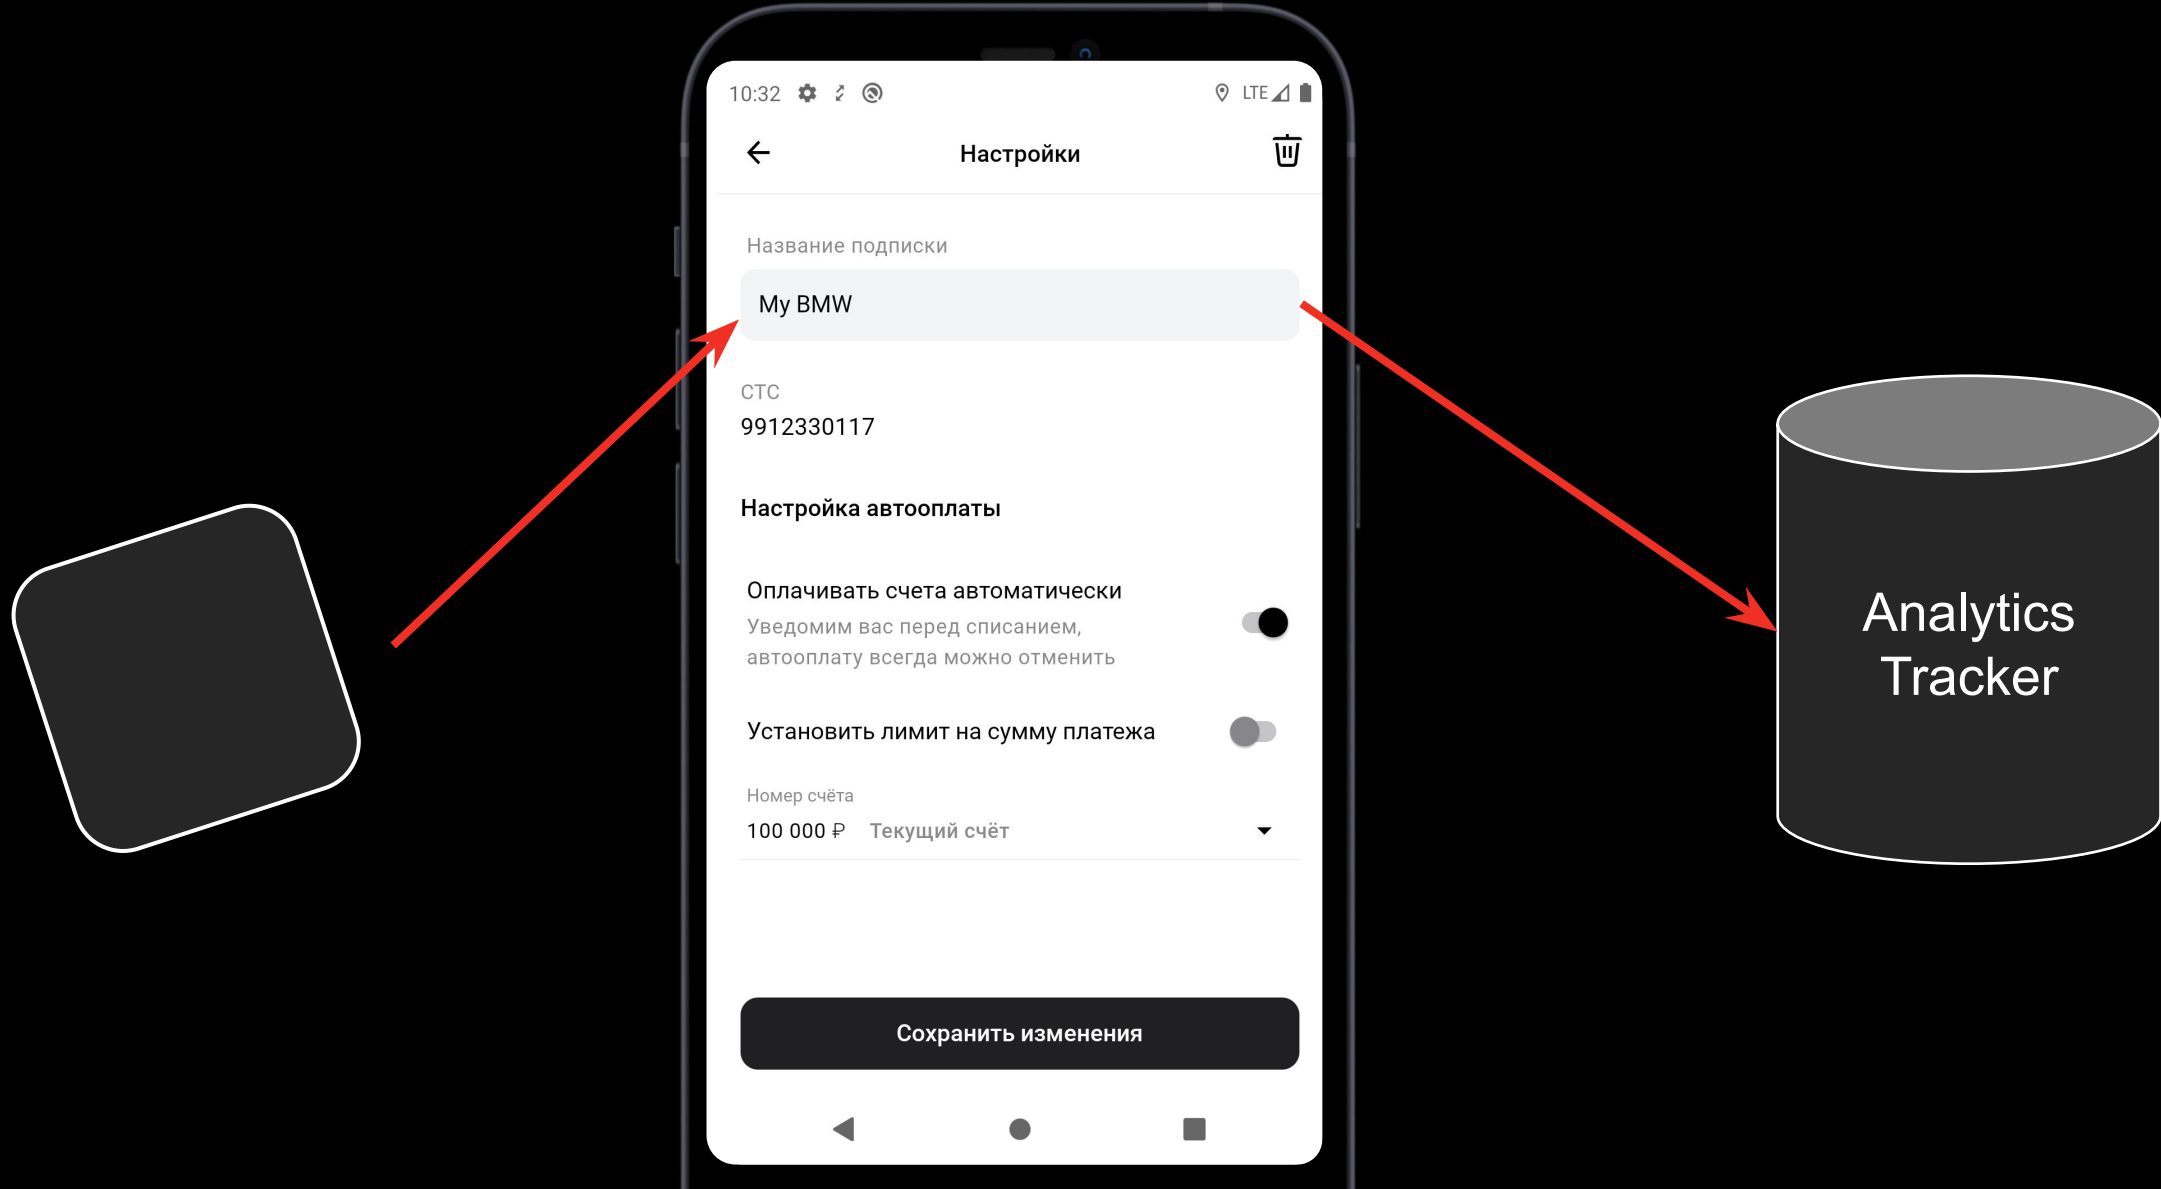 10:32
LTE
Настройки
Название подписки
My BMW
СТС
9912330117
Настройка автооплаты
Оплачивать счета автоматически
Уведомим вас перед списанием,
автооплату всегда можно отменить
Установить лимит на сумму платежа
Номер счёта
100 000 ₽ Текущий счёт
Сохранить изменения
Analytics
Tracker